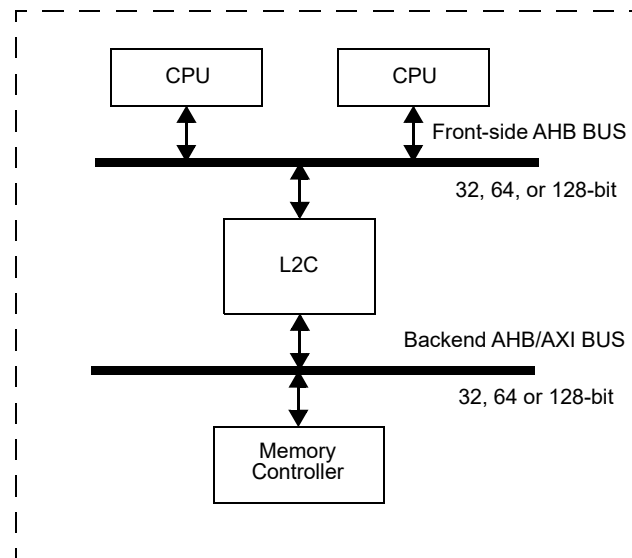 CPU
CPU
Front-side AHB BUS
32, 64, or 128-bit
L2C
Backend AHB/AXI BUS
32, 64 or 128-bit
Memory
Controller